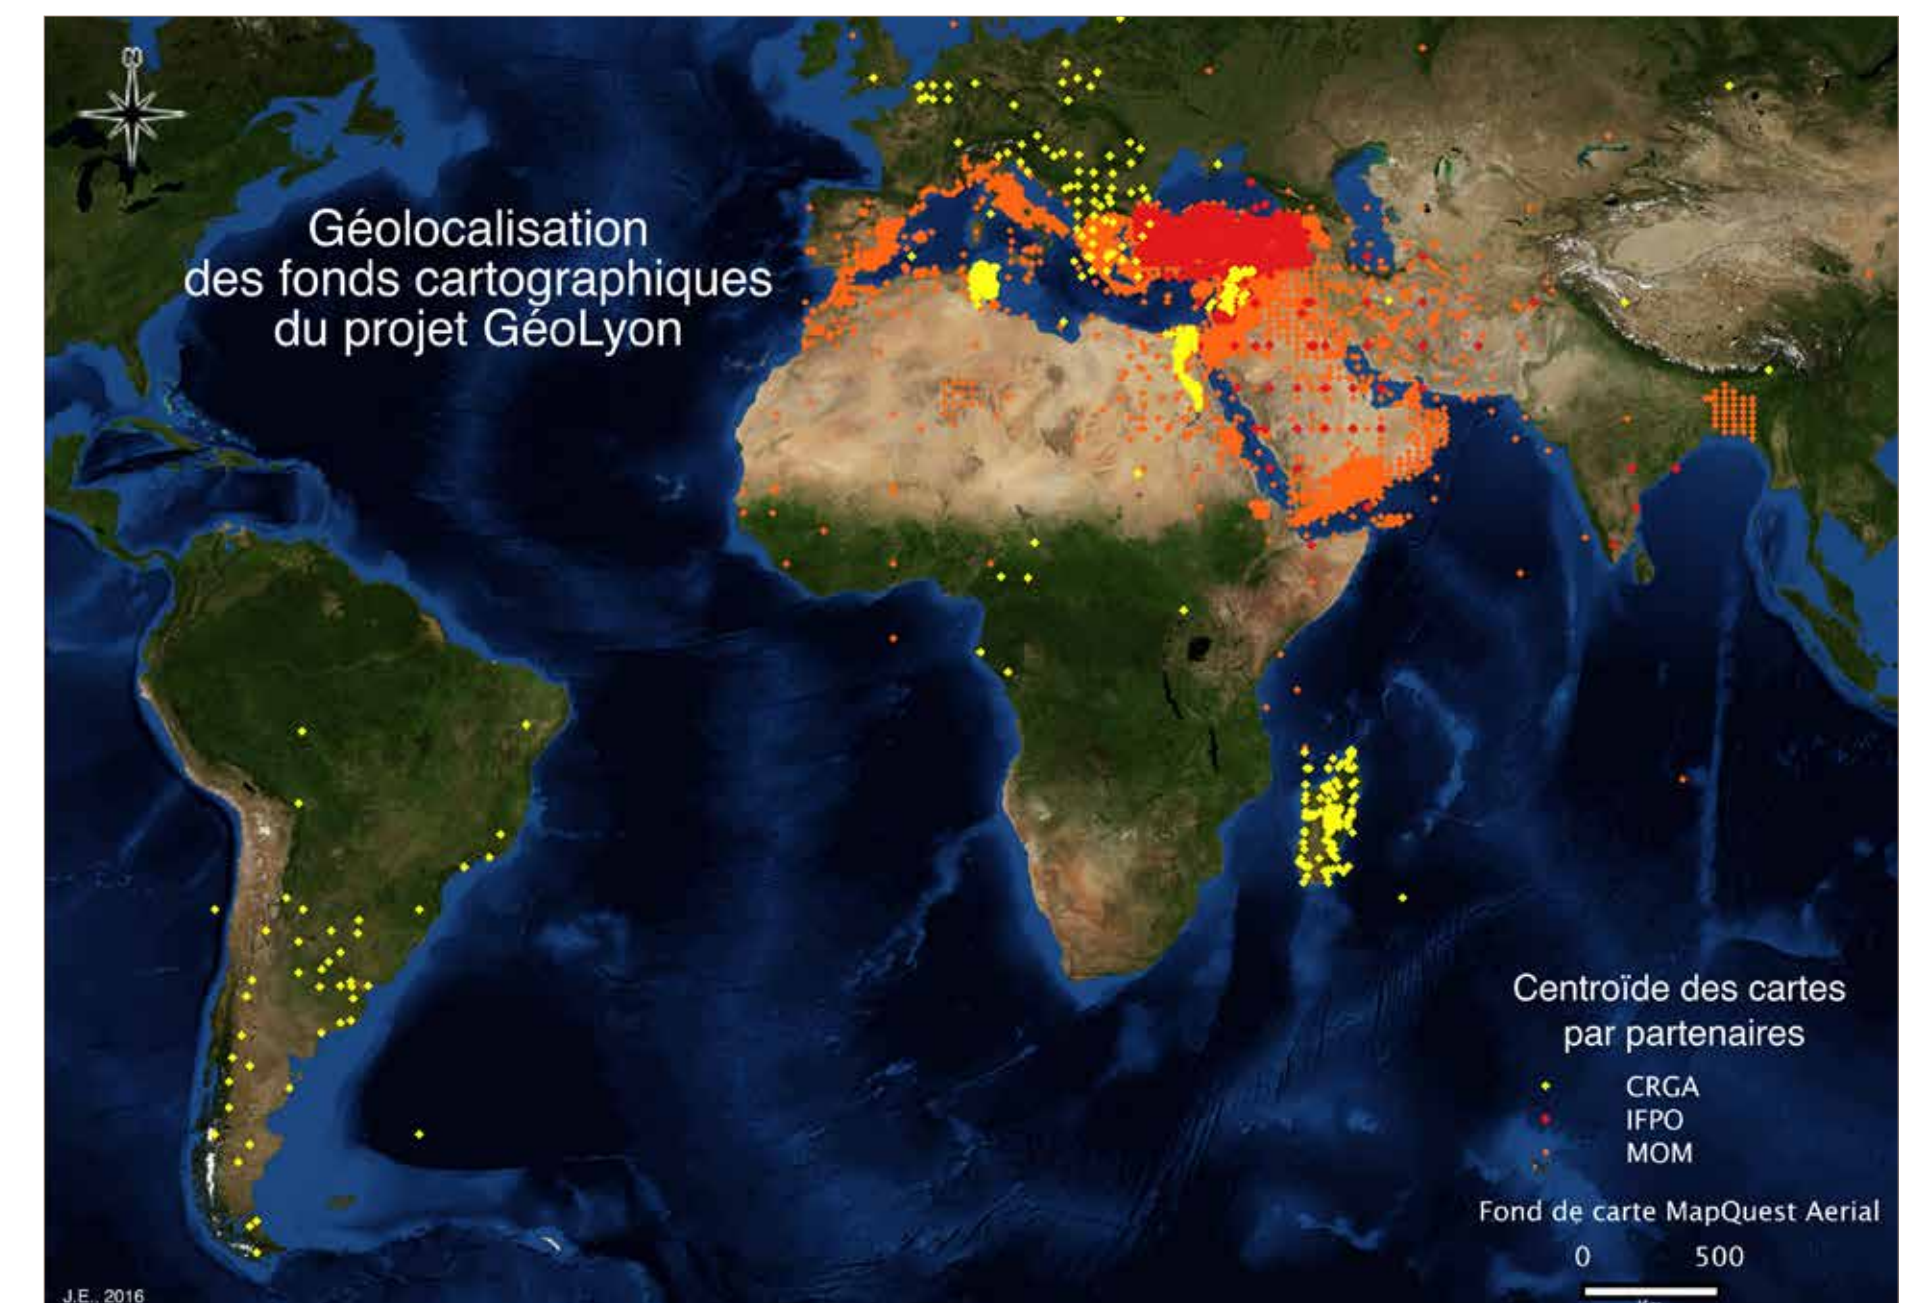 Géolocalisation
des fonds cartographiques
du projet GéoLyon
Centroïde des cartes
par partenaires
CRGA
IFPO
MOM
Fond de carte MapQuest Aerial
0 500
J.E., 2016